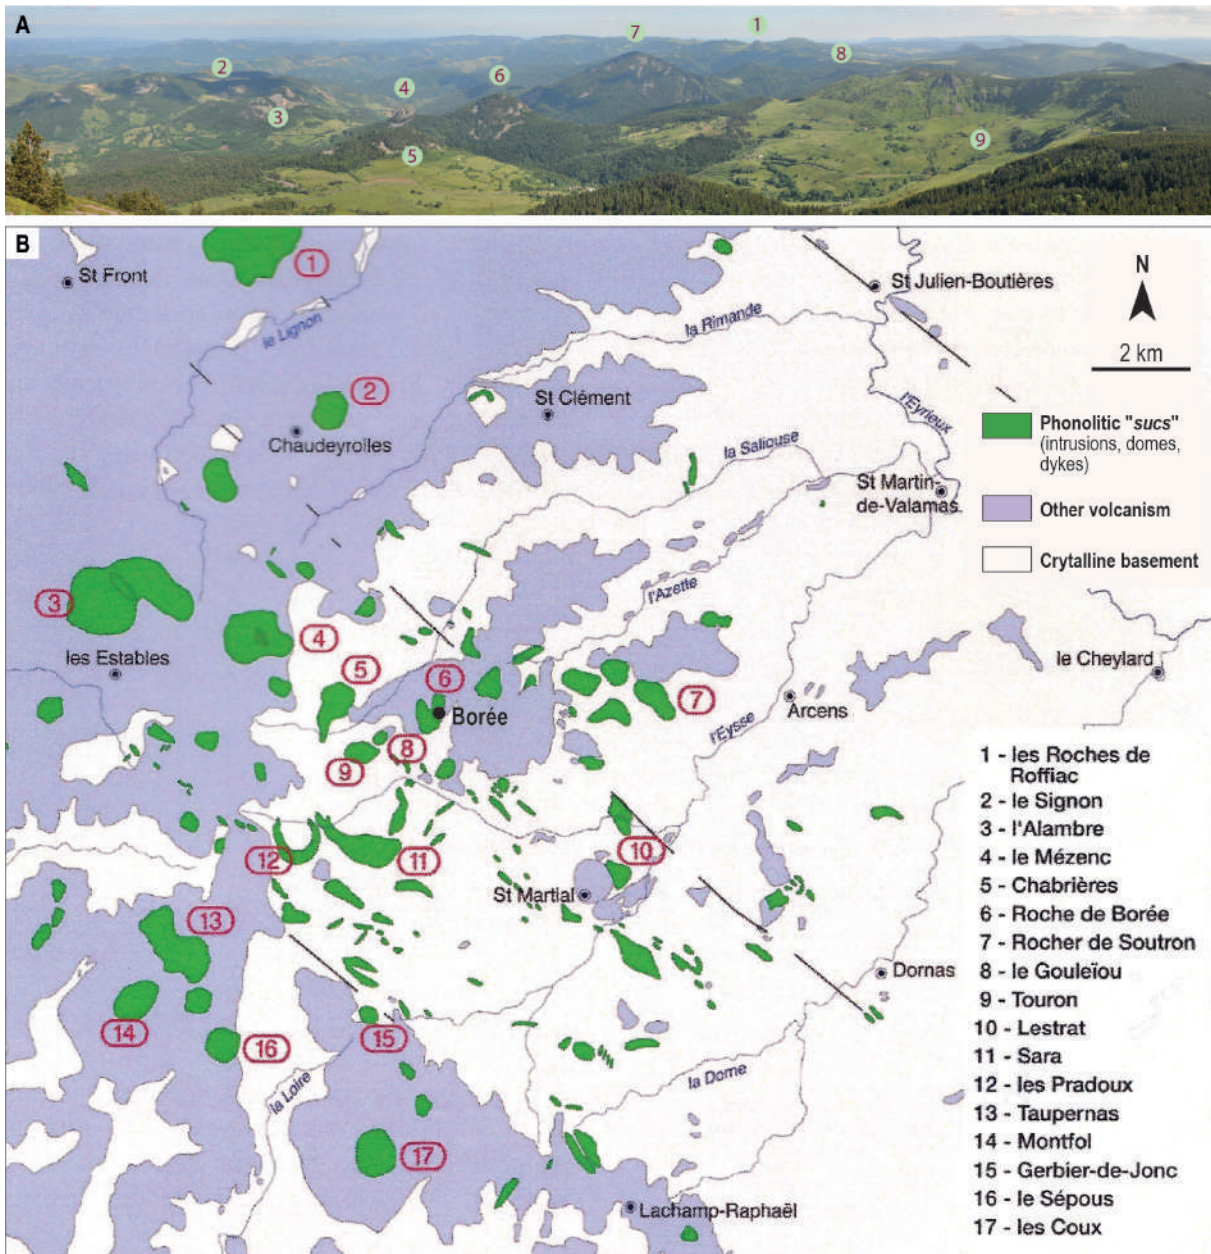 A
1
7
8
2
6
4
3
5
9
B
St Front
1
le Lignon
St Julien-Boutières
N
2 km
la Rimande
2
St Clément
Chaudeyrolles
l'Eyrieux
Phonolitic "sucs"
(intrusions, domes,
dykes)
la Saliouse
St Martin-
de-Valamas
Other volcanism
Crytalline basement
l'Azette
3
4
les Estables
5
6
7
le Cheylard
Borée
Arcens
l'Eysse
8
9
12
11
10
St Martial
13
Dornas
14
15
16
la Loire
la Dorne
17
Lachamp-Raphaël
1 - les Roches de
Roffiac
2 - le Signon
3 - l'Alambre
4 - le Mézenc
5 - Chabrières
6 - Roche de Borée
7 - Rocher de Soutron
8 - le Gouleïou
9 - Touron
10 - Lestrat
11 - Sara
12 - les Pradoux
13 - Taupernas
14 - Montfol
15 - Gerbier-de-Jonc
16 - le Sépous
17 - les Coux